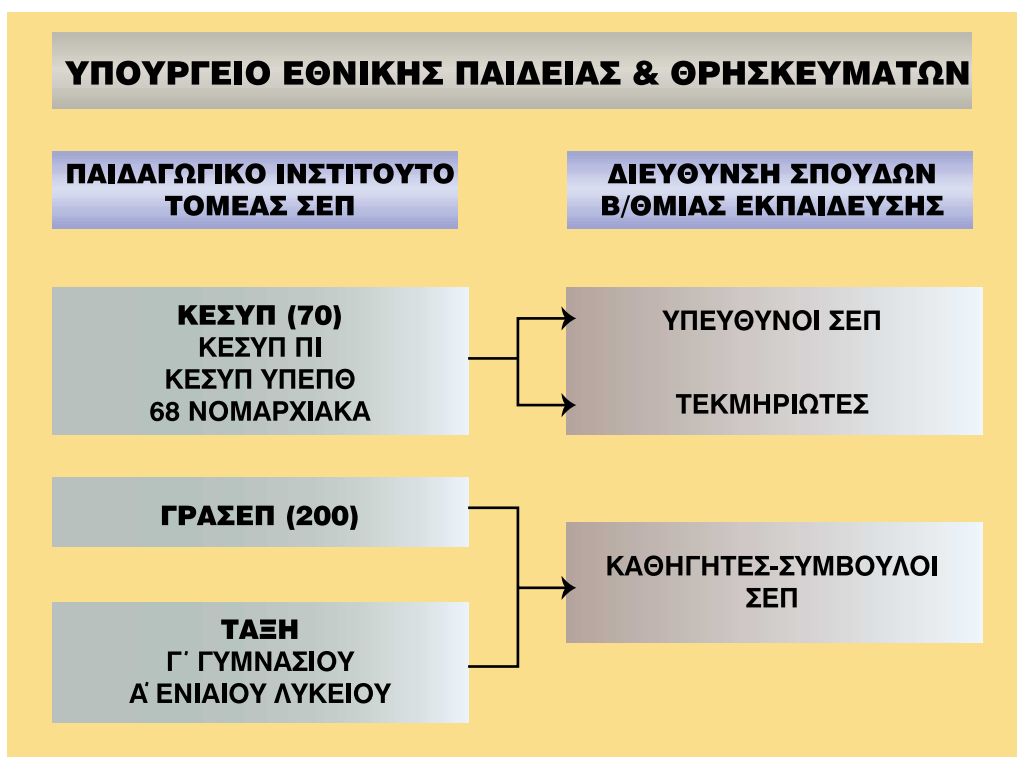 ΥΠΟΥΡΓΕΙΟ ΕΘΝΙΚΗΣ ΠΑΙΔΕΙΑΣ & ΘΡΗΣΚΕΥΜΑΤΩΝ
ΠΑΙΔΑΓΩΓΙΚΟ ΙΝΣΤΙΤΟΥΤΟ
ΤΟΜΕΑΣ ΣΕΠ
ΔΙΕΥΘΥΝΣΗ ΣΠΟΥΔΩΝ
Β/ΘΜΙΑΣ ΕΚΠΑΙΔΕΥΣΗΣ
ΚΕΣΥΠ (70)
ΚΕΣΥΠ ΠΙ
ΚΕΣΥΠ ΥΠΕΠΘ
68 ΝΟΜΑΡΧΙΑΚΑ
ΥΠΕΥΘΥΝΟΙ ΣΕΠ
ΤΕΚΜΗΡΙΩΤΕΣ
ΓΡΑΣΕΠ (200)
ΤΑΞΗ
Γ΄ ΓΥΜΝΑΣΙΟΥ
Α΄ ΕΝΙΑΙΟΥ ΛΥΚΕΙΟΥ
ΚΑΘΗΓΗΤΕΣ-ΣΥΜΒΟΥΛΟΙ
ΣΕΠ